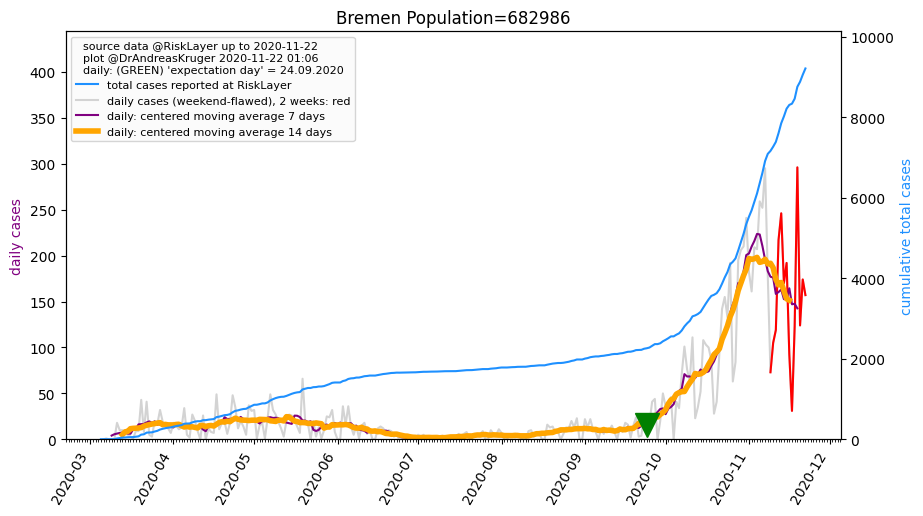 Bremen Population=682986
source data @RiskLayer up to 2020-11-22
plot @DrAndreasKruger 2020-11-22 01:06
daily: (GREEN) 'expectation day' = 24.09.2020
total cases reported at RiskLayer
daily cases (weekend-flawed), 2 weeks: red
daily: centered moving average 7 days
daily: centered moving average 14 days
daily cases
400
350
300
250
200
150
100
50
0
10000
8000
6000
4000
2000
0
cumulative total cases
2020-03
2020-04
2020-05
2020-06
2020-07
2020-08
2020-09
2020-10
2020-11
2020-12